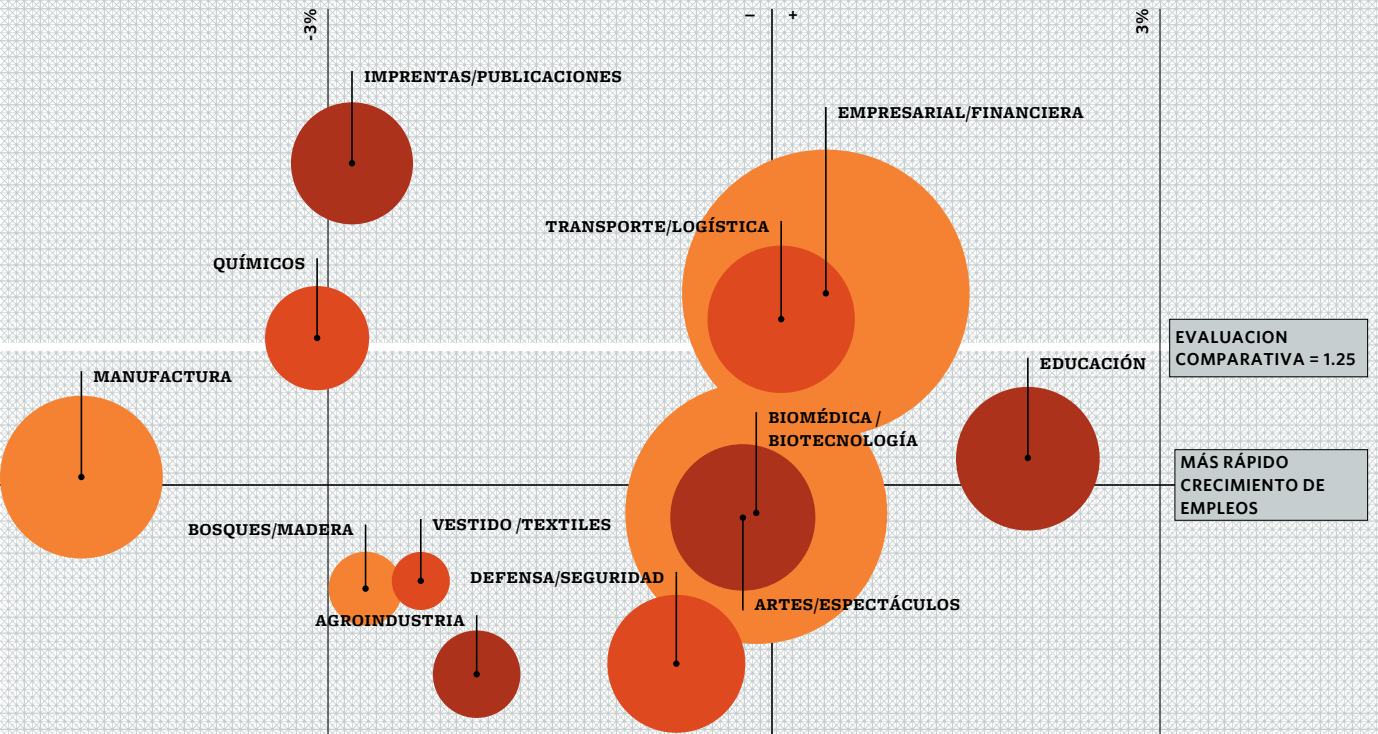 -3%
– +
3%
IMPRENTAS/PUBLICACIONES
EMPRESARIAL/FINANCIERA
TRANSPORTE/LOGÍSTICA
QUÍMICOS
EVALUACION
COMPARATIVA = 1.25
EDUCACIÓN
MANUFACTURA
BIOMÉDICA /
BIOTECNOLOGÍA
MÁS RÁPIDO
CRECIMIENTO DE
EMPLEOS
BOSQUES/MADERA
VESTIDO /TEXTILES
DEFENSA/SEGURIDAD
ARTES/ESPECTÁCULOS
AGROINDUSTRIA